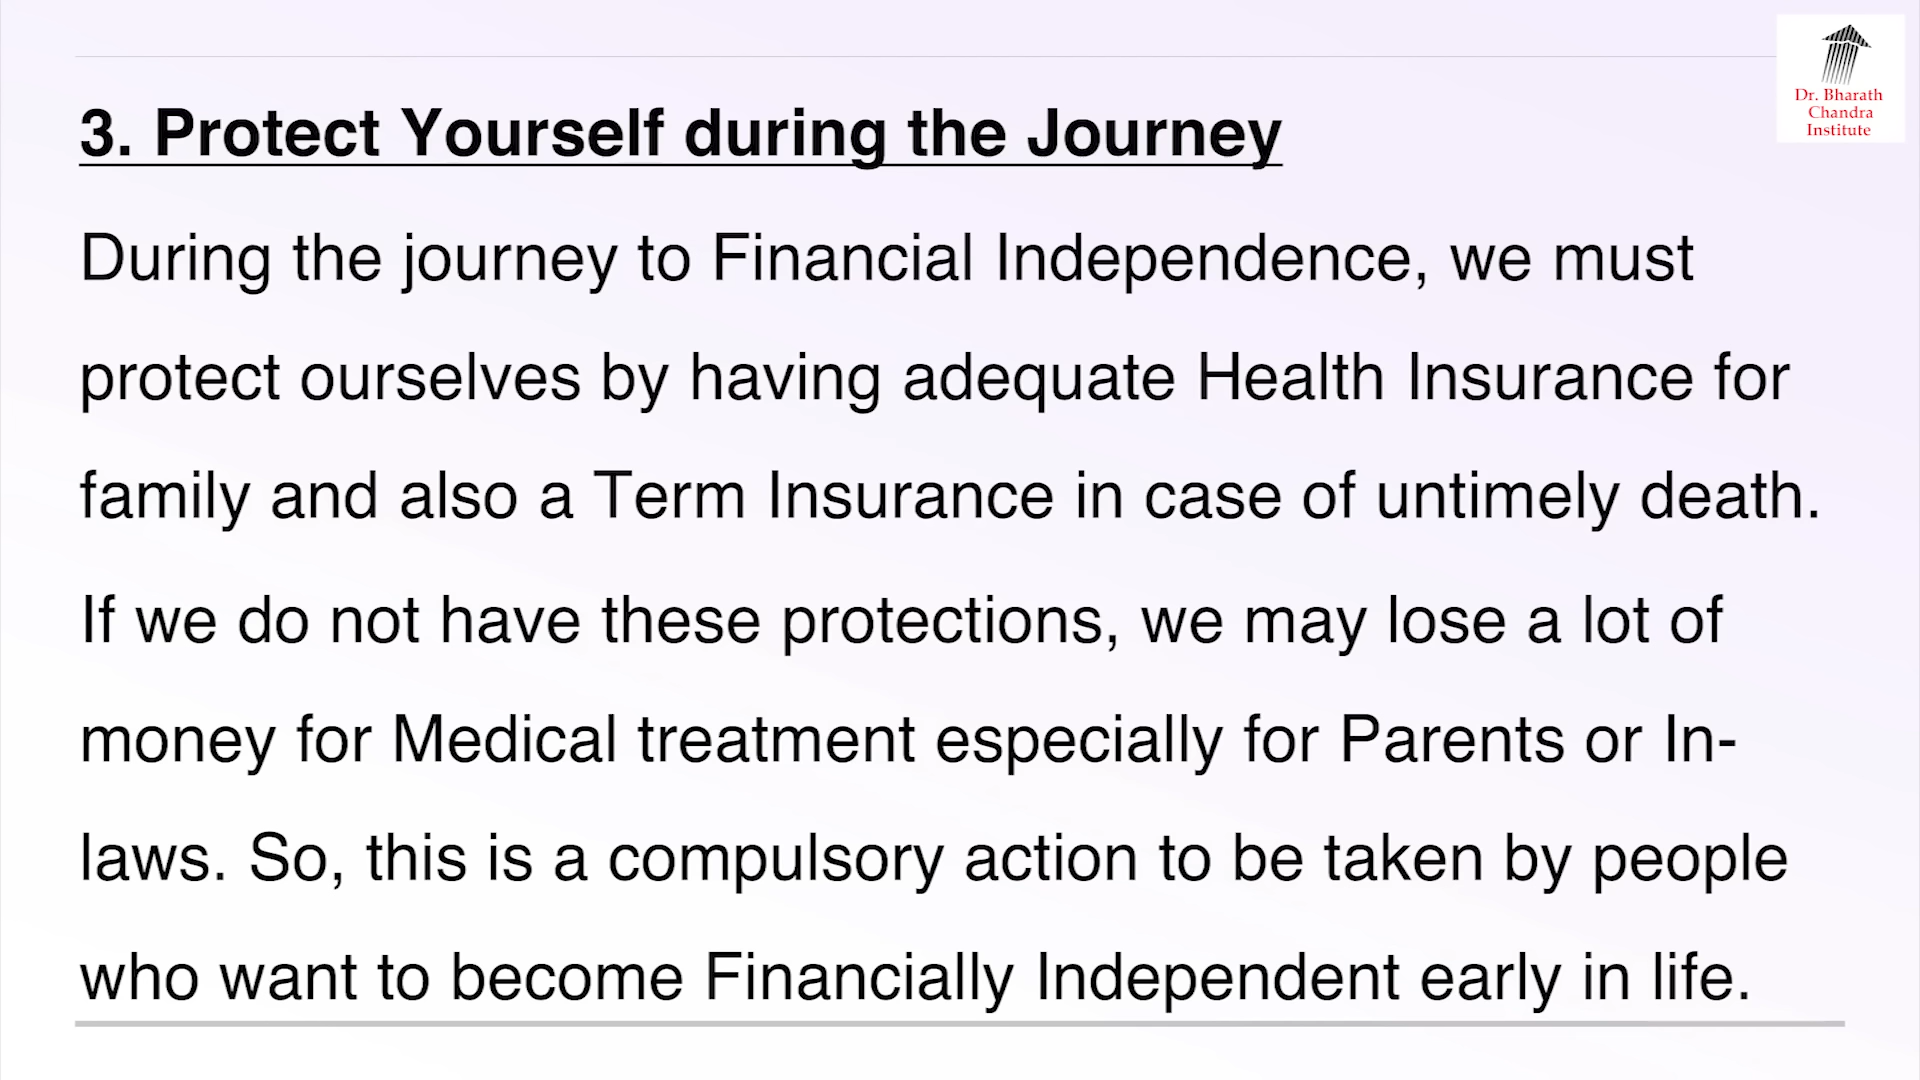 Dr. Bharath
Chandra
Institute
3. Protect Yourself during the Journey
During the journey to Financial Independence, we must
protect ourselves by having adequate Health Insurance for
family and also a Term Insurance in case of untimely death.
If we do not have these protections, we may lose a lot of
money for Medical treatment especially for Parents or In-
laws. So, this is a compulsory action to be taken by people
who want to become Financially Independent early in life.